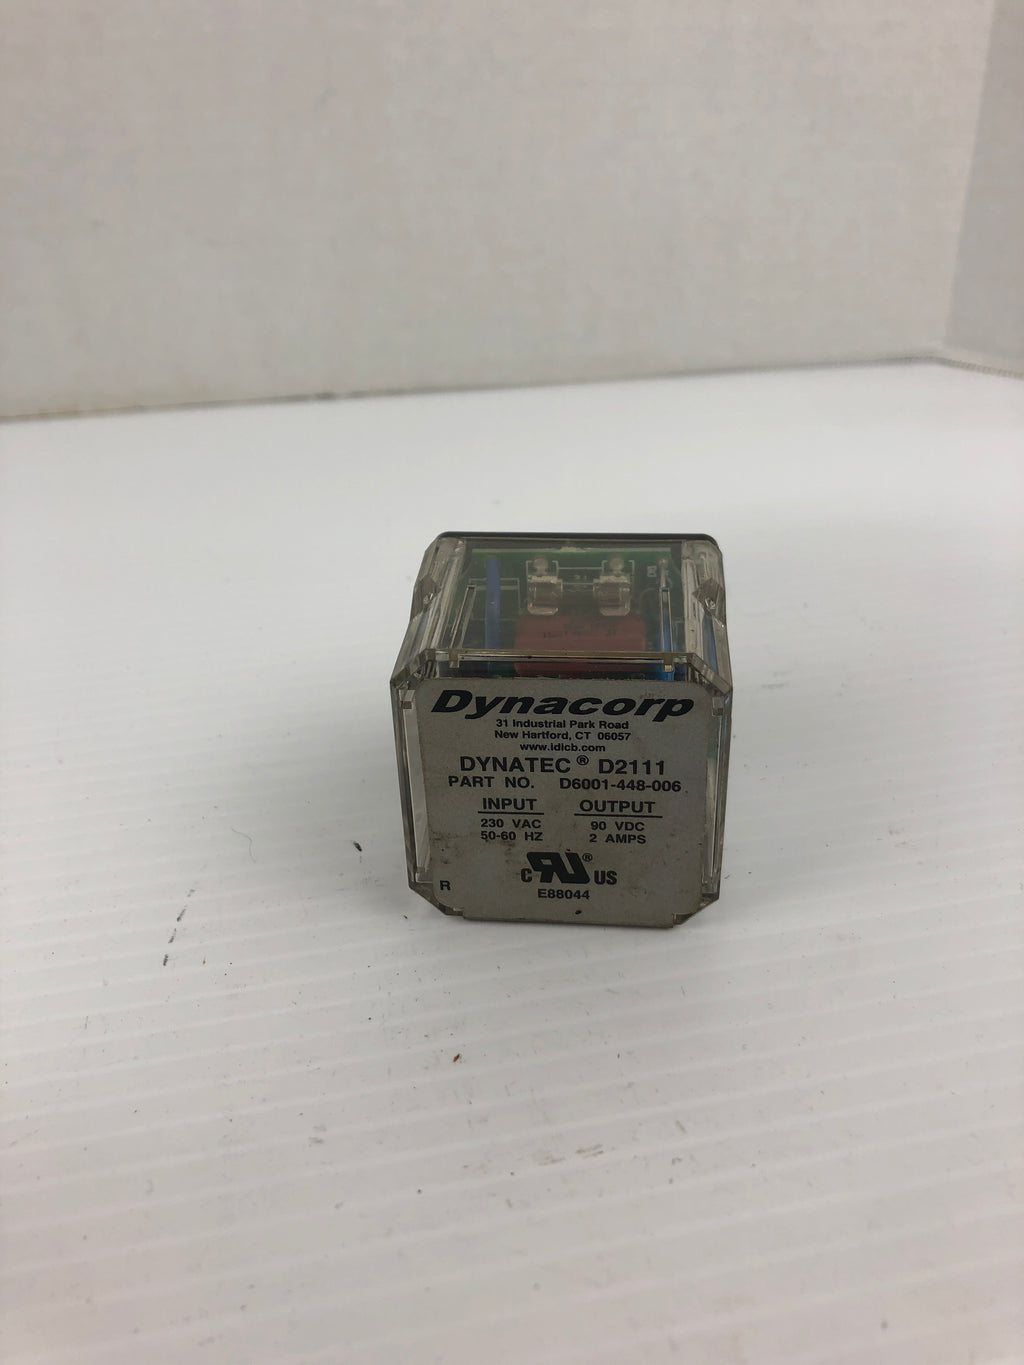 Dynacorp
31 Industrial Park Road
New Hartford, CT 06057
www.idicb.com
DYNATEC® D2111
PART NO. D6001-448-006
INPUT OUTPUT
230 VAC 90 VDC
50-60 HZ 2 AMPS
C RU® US
R
E88044